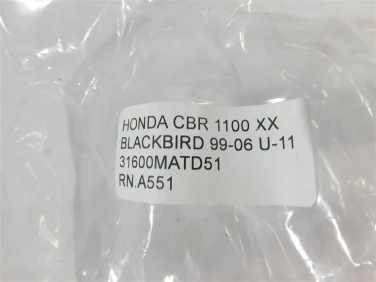 HONDA CBR 1100 XX
BLACKBIRD 99-06 U-11
31600MATD51
RN.A551